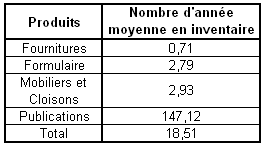 Produits
Nombre d'année
moyenne en inventaire
Fournitures 0,71
Formulaire 2,79
Mobiliers et
Cloisons 2,93
Publications 147,12
Total 18,51